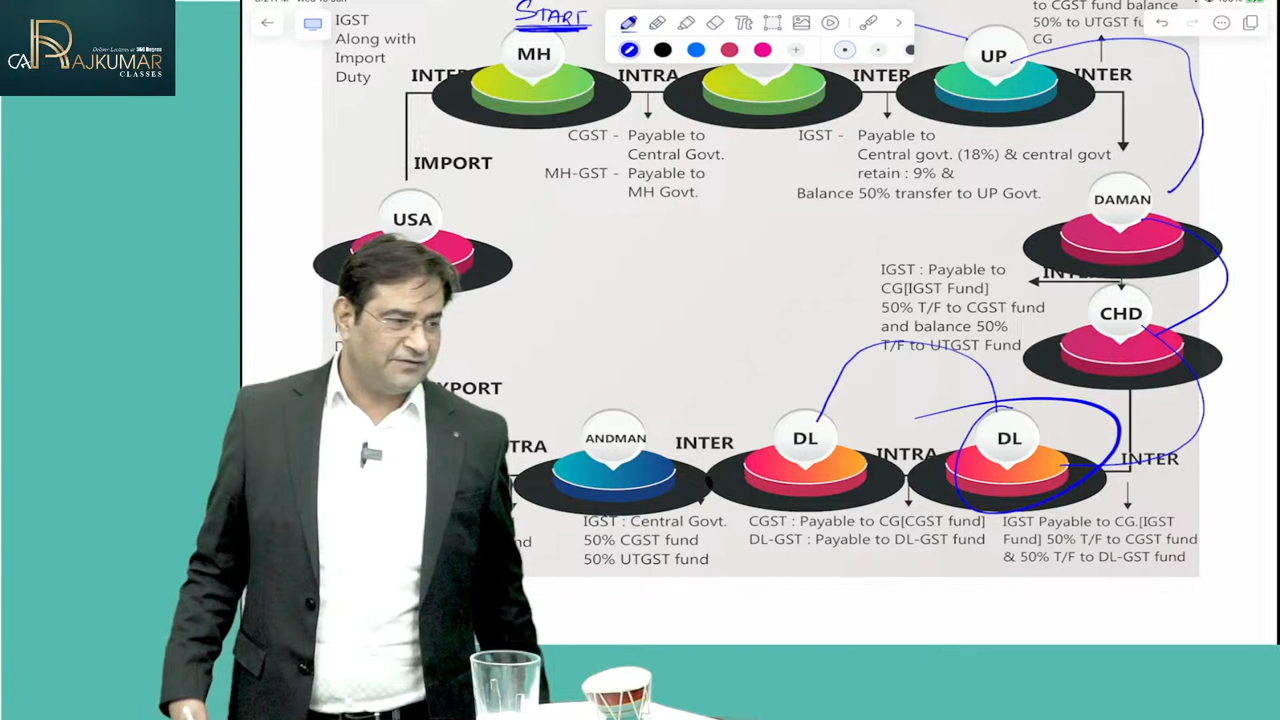 Deliver Lectures at 360 Degree
CA RAJKUMAR
CLASSES
START
IGST
Along with
Import
Duty
to CGST fund balance
50% to UTGST
CG
MH
UP
INTRA
INTER
INTER
CGST - Payable to
Central Govt.
MH-GST - Payable to
MH Govt.
IGST - Payable to
Central govt. (18%) & central govt
retain : 9% &
Balance 50% transfer to UP Govt.
IMPORT
USA
DAMAN
IGST : Payable to
CG[IGST Fund]
50% T/F to CGST fund
and balance 50%
T/F to UTGST Fund
CHD
ANDMAN
INTER
DL
INTRA
DL
INTER
IGST : Central Govt.
50% CGST fund
50% UTGST fund
CGST : Payable to CG[CGST fund]
DL-GST : Payable to DL-GST fund
IGST Payable to CG.[IGST
Fund] 50% T/F to CGST fund
& 50% T/F to DL-GST fund